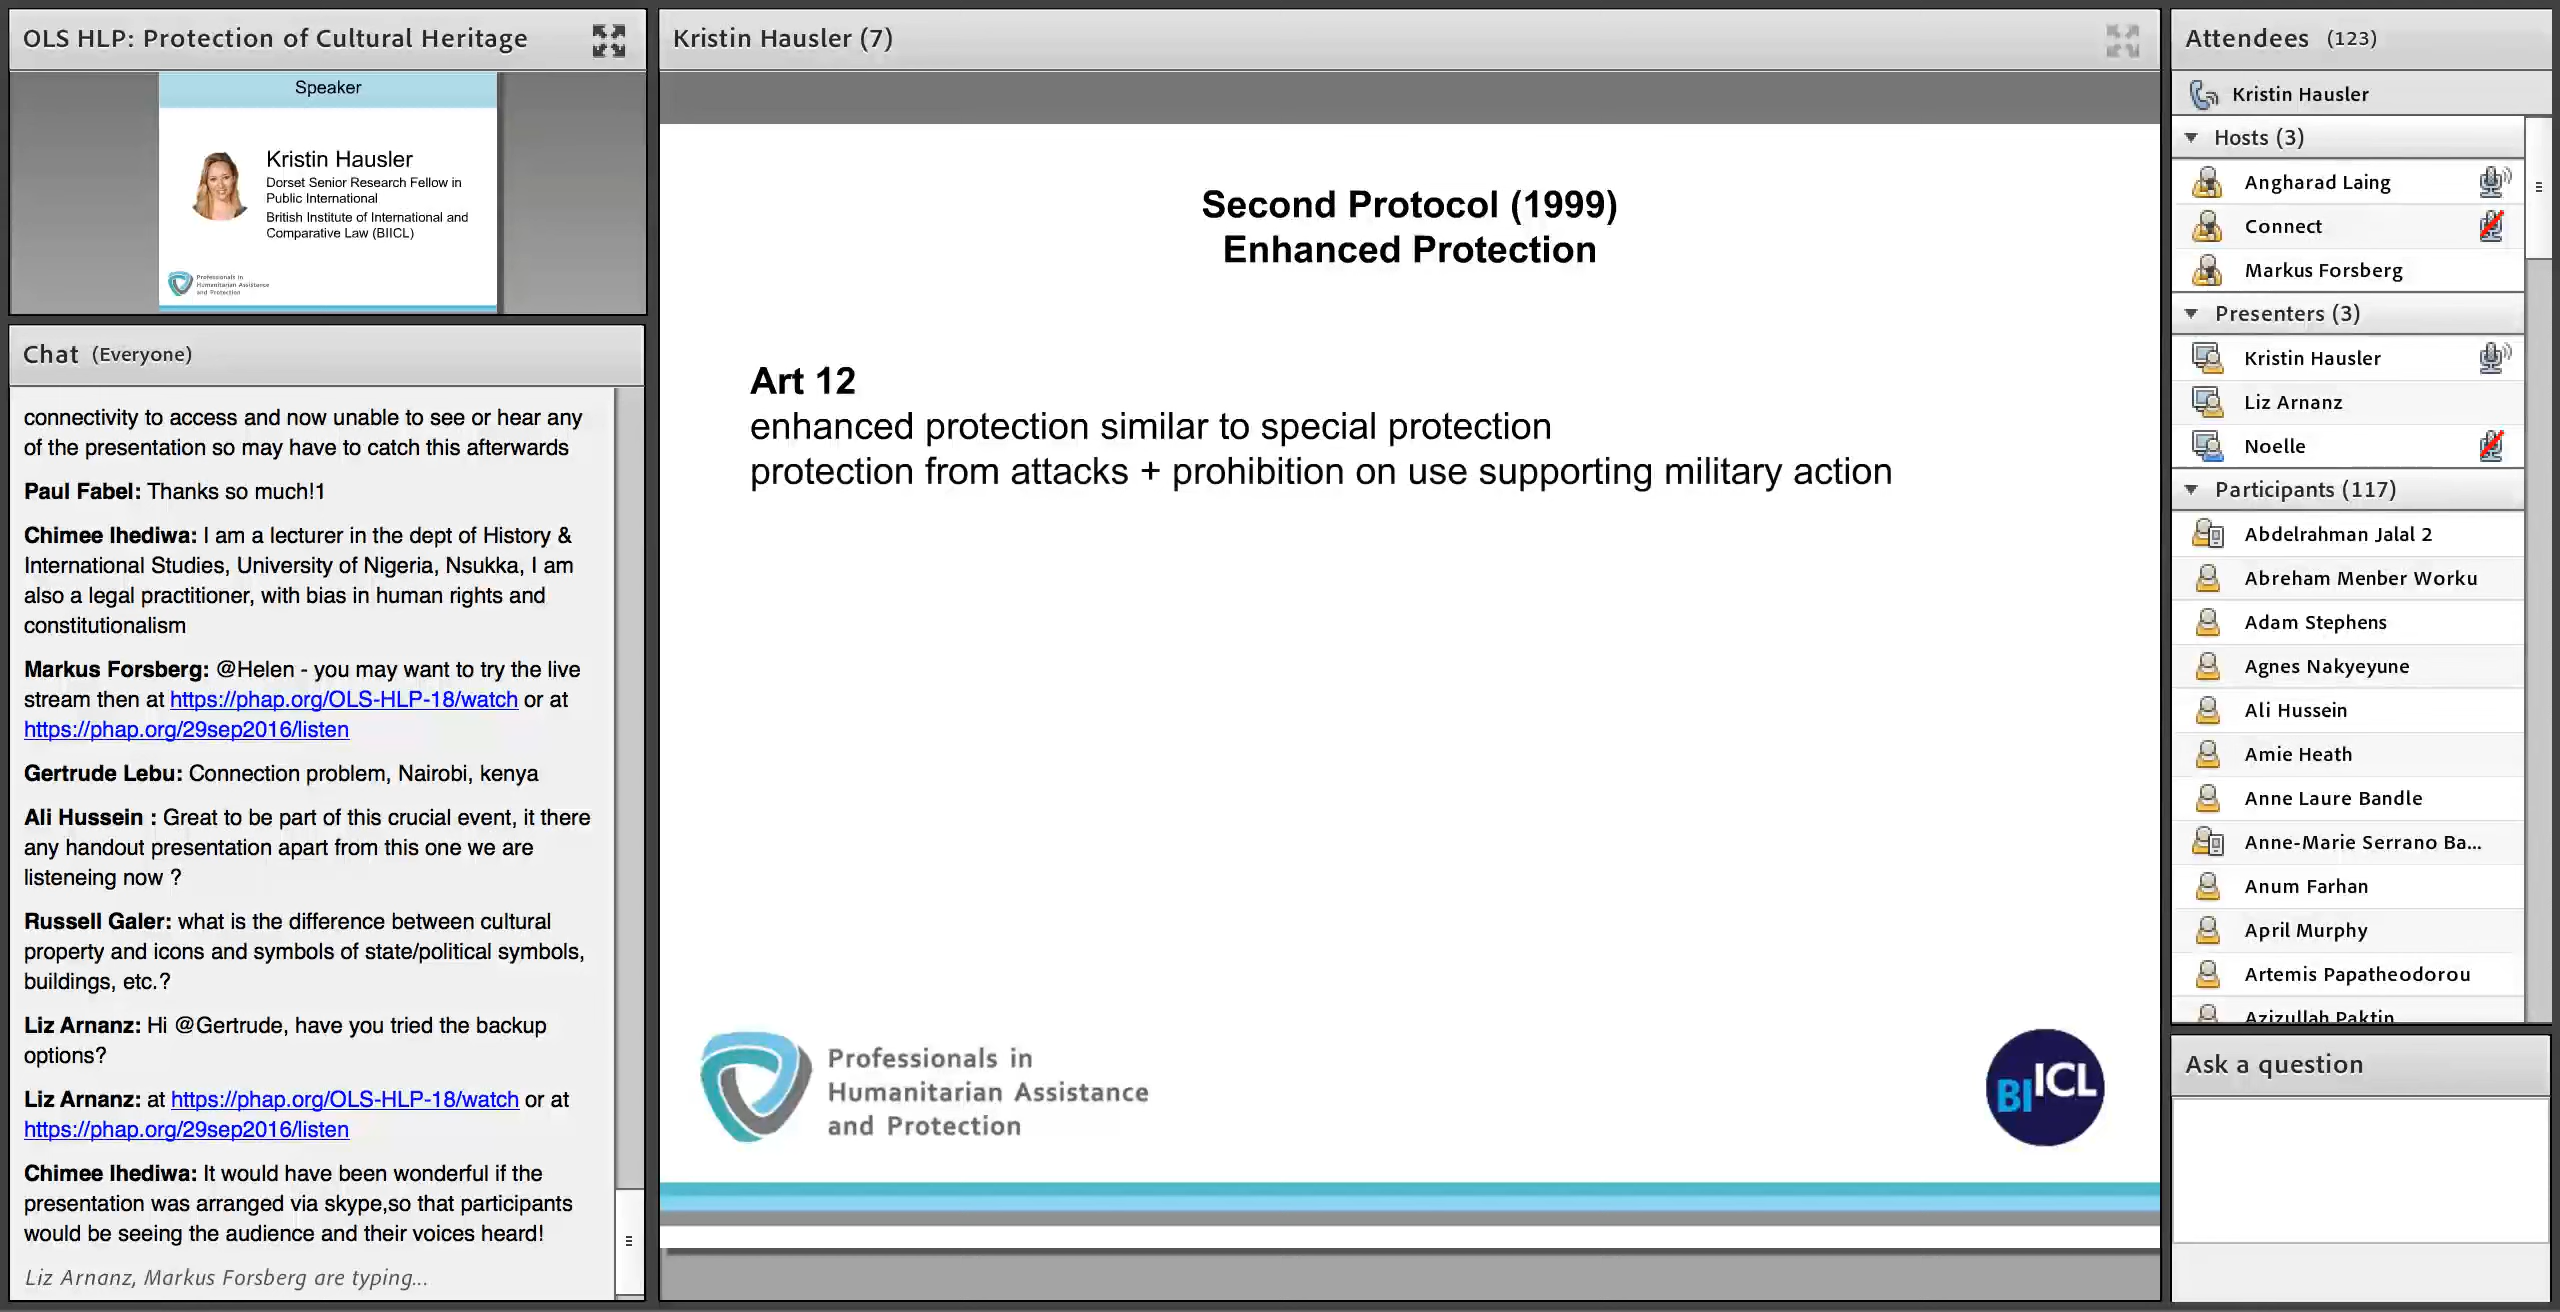 OLS HLP: Protection of Cultural Heritage
Speaker
Kristin Hausler
Dorset Senior Research Fellow in
Public International
British Institute of International and
Comparative Law (BIICL)
Professionals in
Humanitarian Assistance
and Protection
Chat (Everyone)
connectivity to access and now unable to see or hear any
of the presentation so may have to catch this afterwards
Paul Fabel: Thanks so much!1
Chimee Ihediwa: I am a lecturer in the dept of History &
International Studies, University of Nigeria, Nsukka, I am
also a legal practitioner, with bias in human rights and
constitutionalism
Markus Forsberg: @Helen - you may want to try the live
stream then at https://phap.org/OLS-HLP-18/watch or at
https://phap.org/29sep2016/listen
Gertrude Lebu: Connection problem, Nairobi, kenya
Ali Hussein : Great to be part of this crucial event, it there
any handout presentation apart from this one we are
listeneing now ?
Russell Galer: what is the difference between cultural
property and icons and symbols of state/political symbols,
buildings, etc.?
Liz Arnanz: Hi @Gertrude, have you tried the backup
options?
Liz Arnanz: at https://phap.org/OLS-HLP-18/watch or at
https://phap.org/29sep2016/listen
Chimee Ihediwa: It would have been wonderful if the
presentation was arranged via skype,so that participants
would be seeing the audience and their voices heard!
Liz Arnanz, Markus Forsberg are typing...
Kristin Hausler (7)
Second Protocol (1999)
Enhanced Protection
Art 12
enhanced protection similar to special protection
protection from attacks + prohibition on use supporting military action
Professionals in
Humanitarian Assistance
and Protection
BIICL
Attendees (123)
Kristin Hausler
Hosts (3)
Angharad Laing
Connect
Markus Forsberg
Presenters (3)
Kristin Hausler
Liz Arnanz
Noelle
Participants (117)
Abdelrahman Jalal 2
Abreham Menber Worku
Adam Stephens
Agnes Nakyeyune
Ali Hussein
Amie Heath
Anne Laure Bandle
Anne-Marie Serrano Ba...
Anum Farhan
April Murphy
Artemis Papatheodorou
Azizullah Paktin
Ask a question